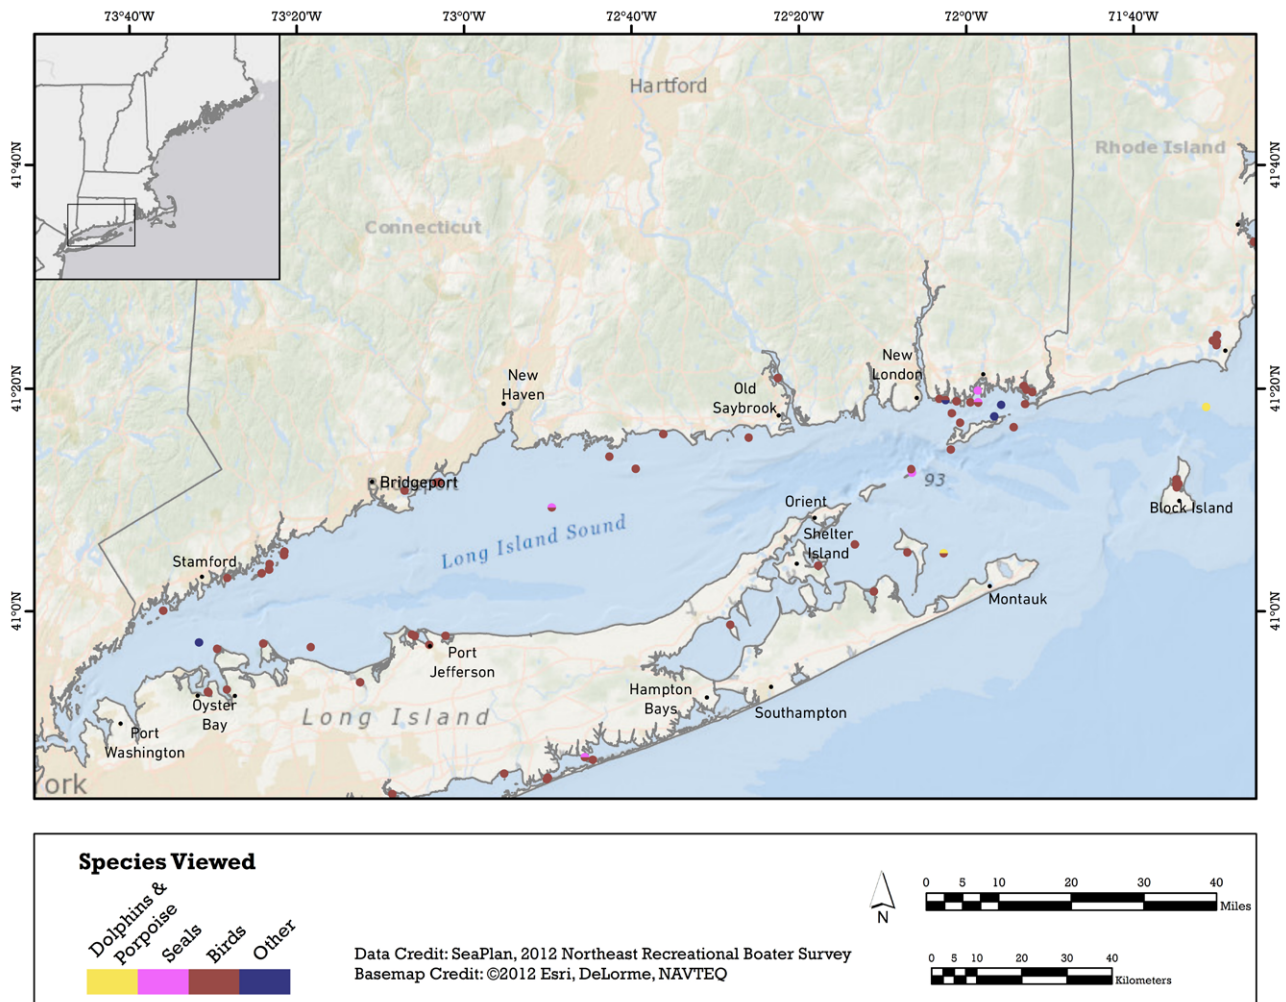 73°40'W 73°20'W 73°0'W 72°40'W 72°20'W 72°0'W 71°40'W
Hartford
41°40'N
Rhode Island
41°40'N
Connecticut
New
London
New
Haven
41°20'N
Old
Saybrook
41°20'N
Bridgeport
93
Orient
Block Island
Long Island Sound
Shelter
Island
Stamford
Montauk
41°0'N
41°0'N
Port
Jefferson
Hampton
Bays
Oyster
Bay
Long Island
Southampton
Port
Washington
York
Species Viewed
Dolphins &
Porpoise
Seals
Birds
Other
N
0 5 10 20 30 40
Miles
Data Credit: SeaPlan, 2012 Northeast Recreational Boater Survey
Basemap Credit: ©2012 Esri, DeLorme, NAVTEQ
0 5 10 20 30 40
Kilometers